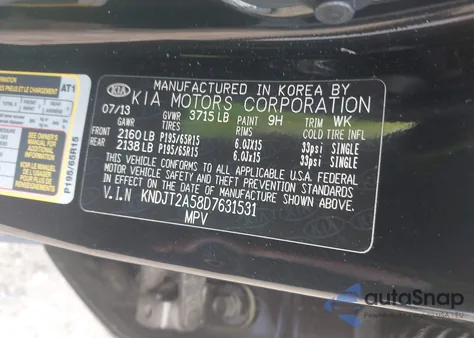 MANUFACTURED IN KOREA BY
KIA KIA MOTORS CORPORATION
07/13 GVWR 3715 LB PAINT 9H TRIM WK
GAWR TIRES RIMS COLD TIRE INFL
FRONT 2160 LB P195/65R15 6.0JX15 33psi SINGLE
REAR 2138 LB P195/65R15 6.0JX15 33psi SINGLE
THIS VEHICLE CONFORMS TO ALL APPLICABLE U.S.A. FEDERAL
MOTOR VEHICLE SAFETY, BUMPER, AND THEFT PREVENTION STANDARDS
IN EFFECT ON THE DATE OF MANUFACTURE SHOWN ABOVE.
V.I.N KNDJT2A58D7631531
MPV
AT1
P195/65R15
autoSnap